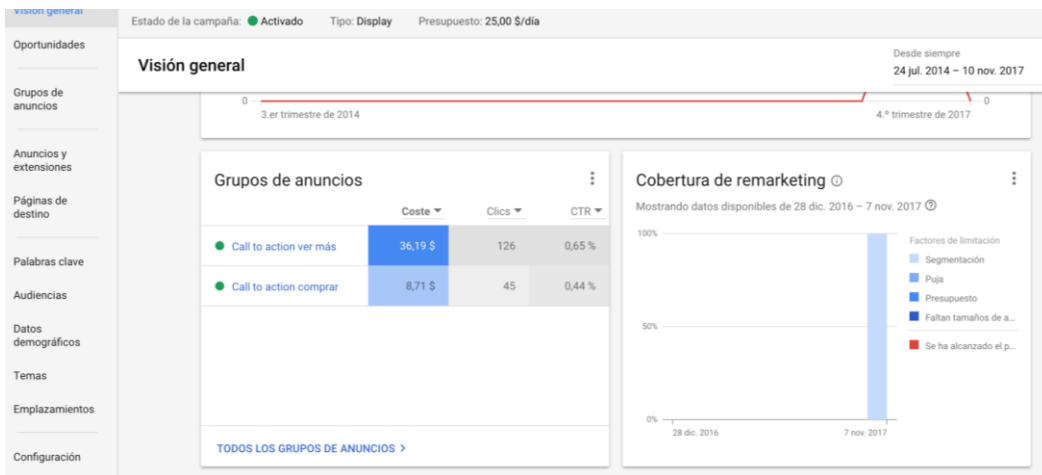 Visión general
Oportunidades
Grupos de
anuncios
Anuncios y
extensiones
Páginas de
destino
Palabras clave
Audiencias
Datos
demográficos
Temas
Emplazamientos
Configuración
Estado de la campaña: Activado Tipo: Display Presupuesto: 25,00 $/día
Visión general
Desde siempre
24 jul. 2014 – 10 nov. 2017
0 0
3.er trimestre de 2014 4.º trimestre de 2017
Grupos de anuncios
Coste Clics CTR
Call to action ver más 36,19 $ 126 0,65 %
Call to action comprar 8,71 $ 45 0,44 %
TODOS LOS GRUPOS DE ANUNCIOS >
Cobertura de remarketing
Mostrando datos disponibles de 28 dic. 2016 – 7 nov. 2017
100%
50%
0%
28 dic. 2016 7 nov. 2017
Factores de limitación
Segmentación
Puja
Presupuesto
Faltan tamaños de a...
Se ha alcanzado el p...